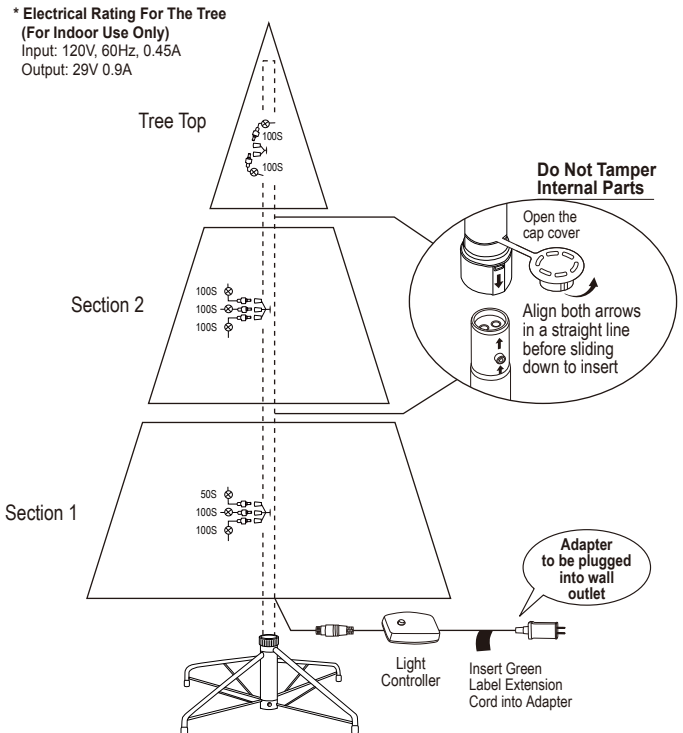 * Electrical Rating For The Tree
(For Indoor Use Only)
Input: 120V, 60Hz, 0.45A
Output: 29V 0.9A
Tree Top
100S
100S
Do Not Tamper
Internal Parts
Open the
cap cover
Align both arrows
in a straight line
before sliding
down to insert
Section 2
100S
100S
100S
Section 1
50S
100S
100S
Adapter
to be plugged
into wall
outlet
Light
Controller
Insert Green
Label Extension
Cord into Adapter